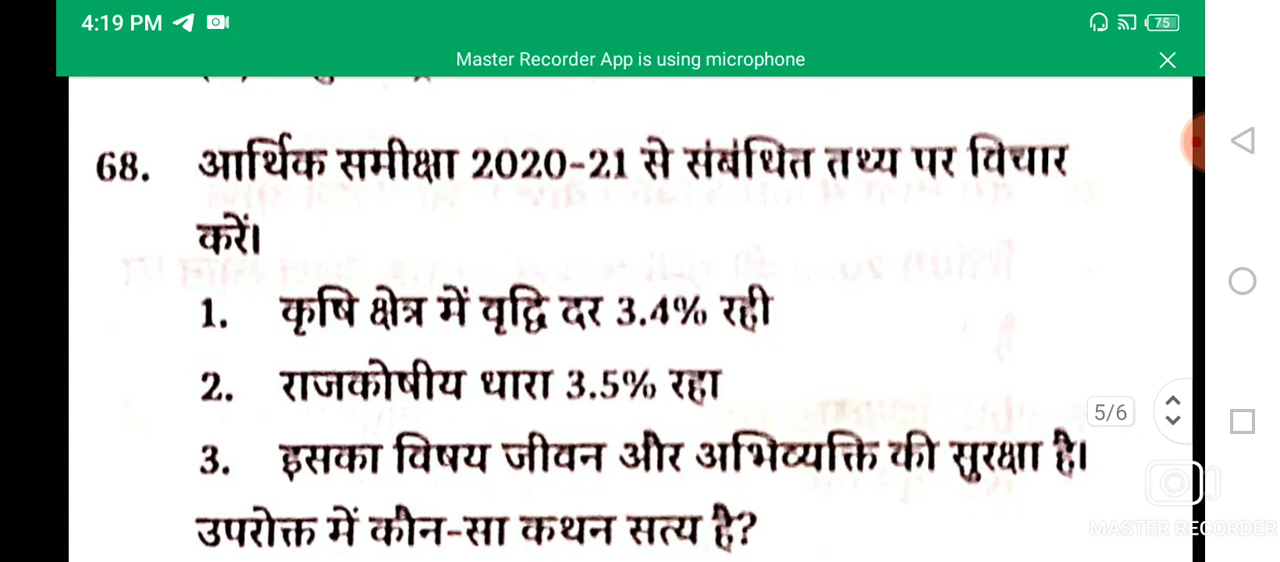 4:19 PM
75
Master Recorder App is using microphone
68. आर्थिक समीक्षा 2020-21 से संबंधित तथ्य पर विचार
करें।
1. कृषि क्षेत्र में वृद्धि दर 3.4% रही
2. राजकोषीय धारा 3.5% रहा
5/6
3. इसका विषय जीवन और अभिव्यक्ति की सुरक्षा है।
उपरोक्त में कौन-सा कथन सत्य है?
MASTER RECORDER